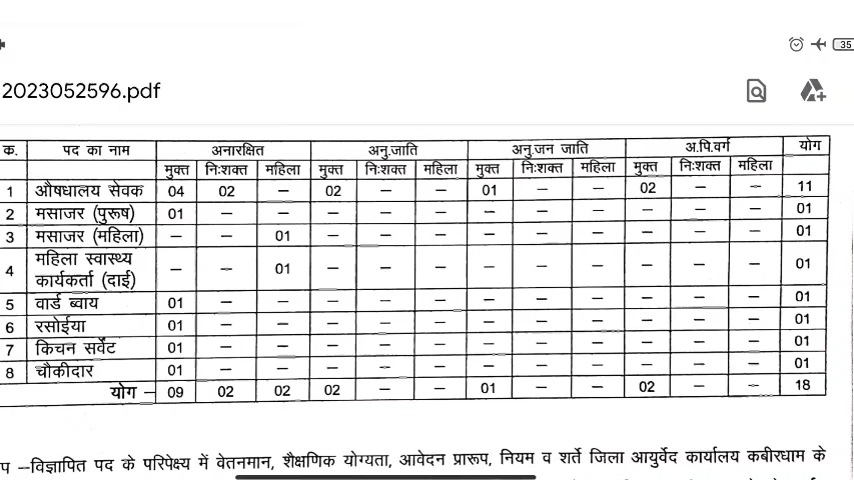 35
2023052596.pdf
क. पद का नाम अनारक्षित अनु.जाति अनु.जन जाति अ.पि.वर्ग योग
मुक्त निःशक्त महिला मुक्त निःशक्त महिला मुक्त निःशक्त महिला मुक्त निःशक्त महिला
1 औषधालय सेवक 04 02 – 02 – – 01 – – 02 – – 11
2 मसाजर (पुरूष) 01 – – – – – – – – – – – 01
3 मसाजर (महिला) – – 01 – – – – – – – – – 01
4 महिला स्वास्थ्य कार्यकर्ता (दाई) – – 01 – – – – – – – – – 01
5 वार्ड ब्वाय 01 – – – – – – – – – – – 01
6 रसोईया 01 – – – – – – – – – – – 01
7 किचन सर्वेंट 01 – – – – – – – – – – – 01
8 चौकीदार 01 – – – – – – – – – – – 01
योग – 09 02 02 02 – – 01 – – 02 – – 18
प –विज्ञापित पद के परिपेक्ष्य में वेतनमान, शैक्षणिक योग्यता, आवेदन प्रारूप, नियम व शर्ते जिला आयुर्वेद कार्यालय कबीरधाम के